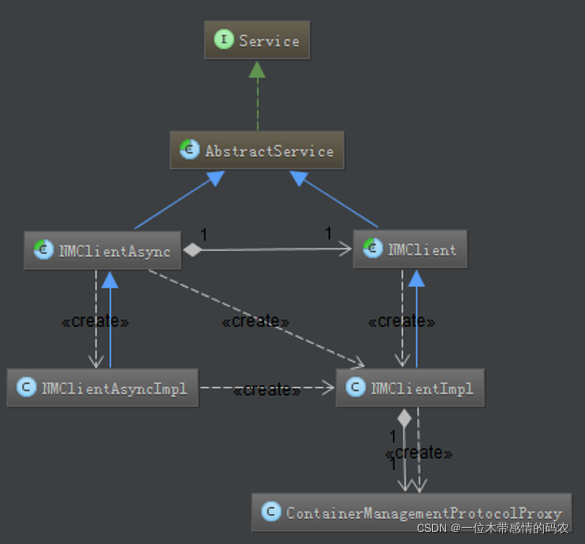 I Service
C AbstractService
C NMClientAsync
1
1
C NMClient
«create»
«create»
«create»
C NMClientAsyncImpl
«create»
C NMClientImpl
1
«create»
1
C ContainerManagementProtocolProxy
CSDN @一位木带感情的码农